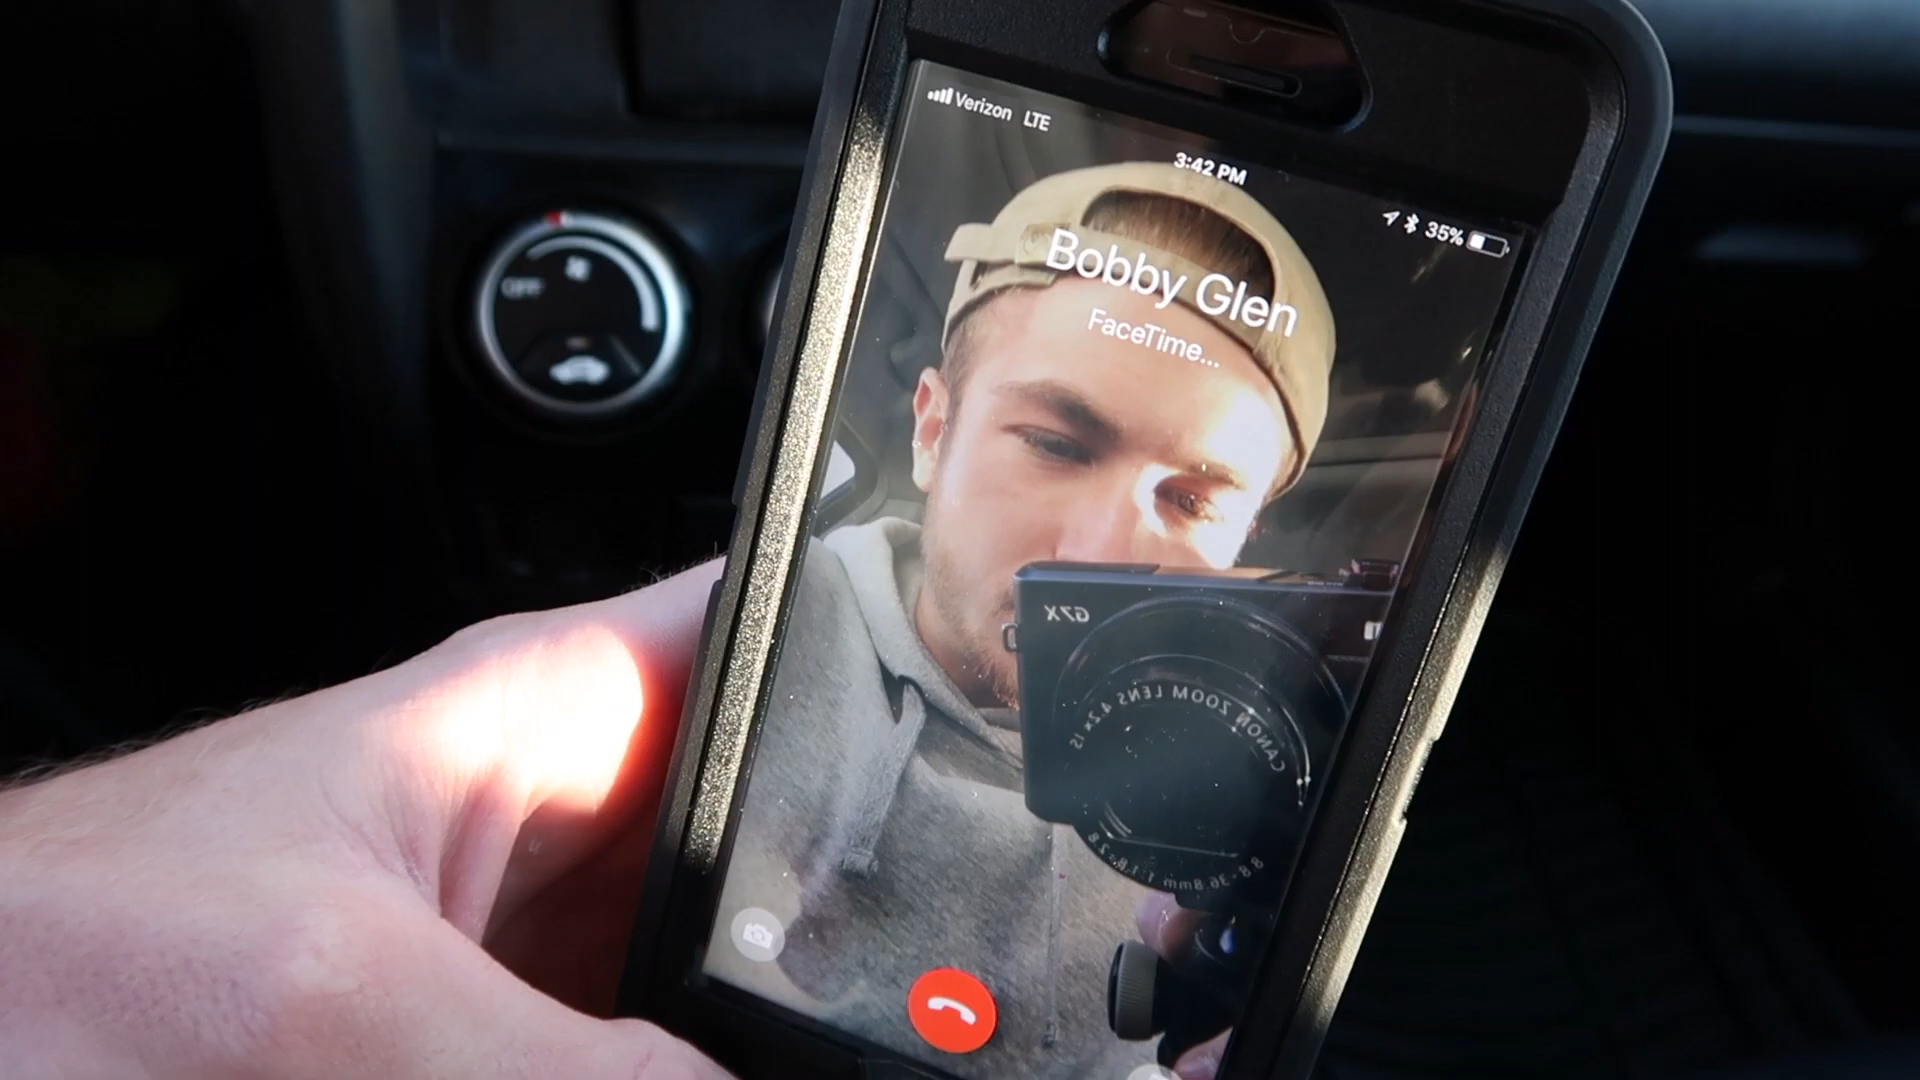 Verizon LTE
3:42 PM
35%
Bobby Glen
FaceTime...
OFF
G7X
CANON ZOOM LENS 4.2x IS
8.8-36.8mm 1:1.8-2.8